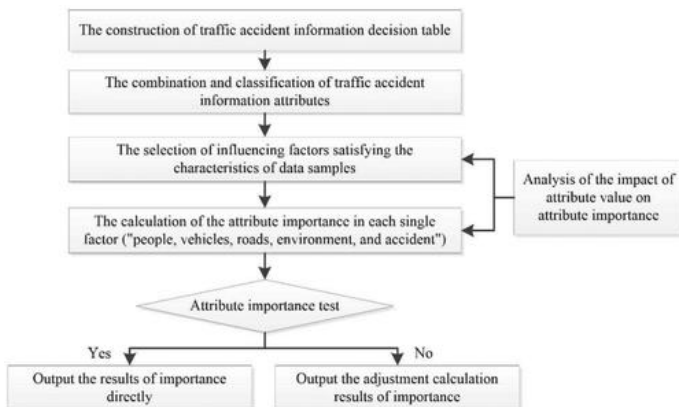 The construction of traffic accident information decision table
The combination and classification of traffic accident
information attributes
The selection of influencing factors satisfying the
characteristics of data samples
Analysis of the impact of
attribute value on
attribute importance
The calculation of the attribute importance in each single
factor ("people, vehicles, roads, environment, and accident")
Attribute importance test
Yes
No
Output the results of importance
directly
Output the adjustment calculation
results of importance